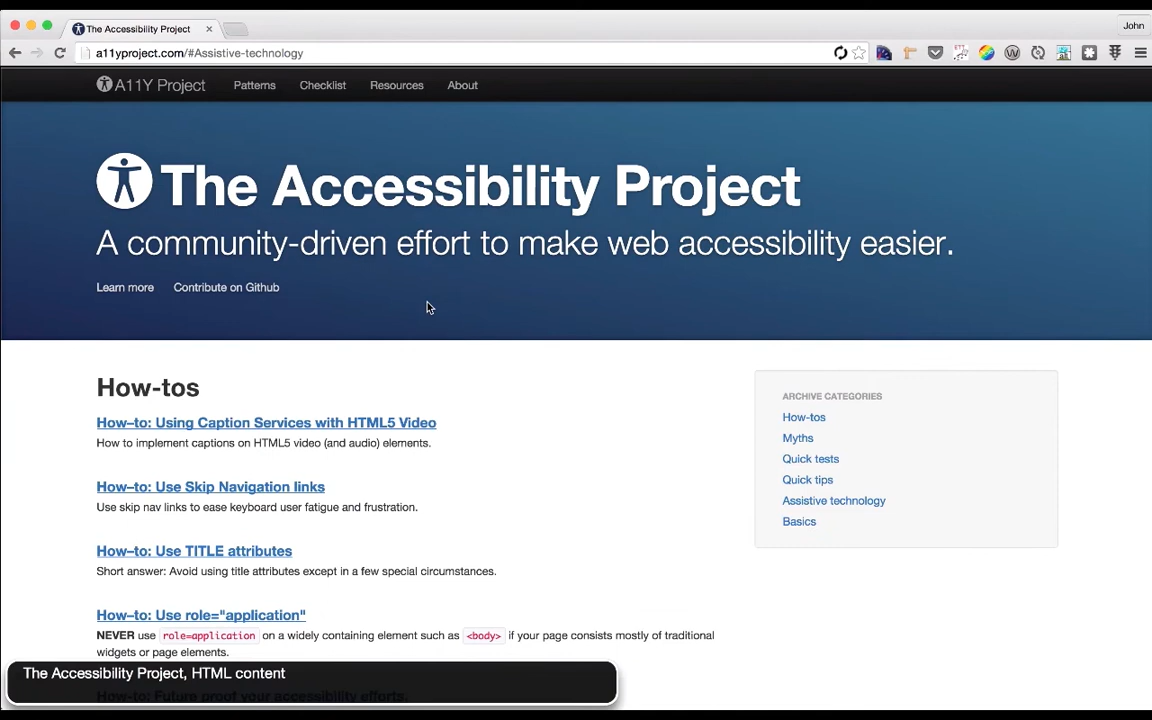 The Accessibility Project
John
a11yproject.com/#Assistive-technology
A11Y Project Patterns Checklist Resources About
The Accessibility Project
A community-driven effort to make web accessibility easier.
Learn more Contribute on Github
How-tos
How–to: Using Caption Services with HTML5 Video
How to implement captions on HTML5 video (and audio) elements.
How–to: Use Skip Navigation links
Use skip nav links to ease keyboard user fatigue and frustration.
How–to: Use TITLE attributes
Short answer: Avoid using title attributes except in a few special circumstances.
How–to: Use role="application"
NEVER use role=application on a widely containing element such as <body> if your page consists mostly of traditional
widgets or page elements.
How-to: Future proof your accessibility efforts.
ARCHIVE CATEGORIES
How-tos
Myths
Quick tests
Quick tips
Assistive technology
Basics
The Accessibility Project, HTML content